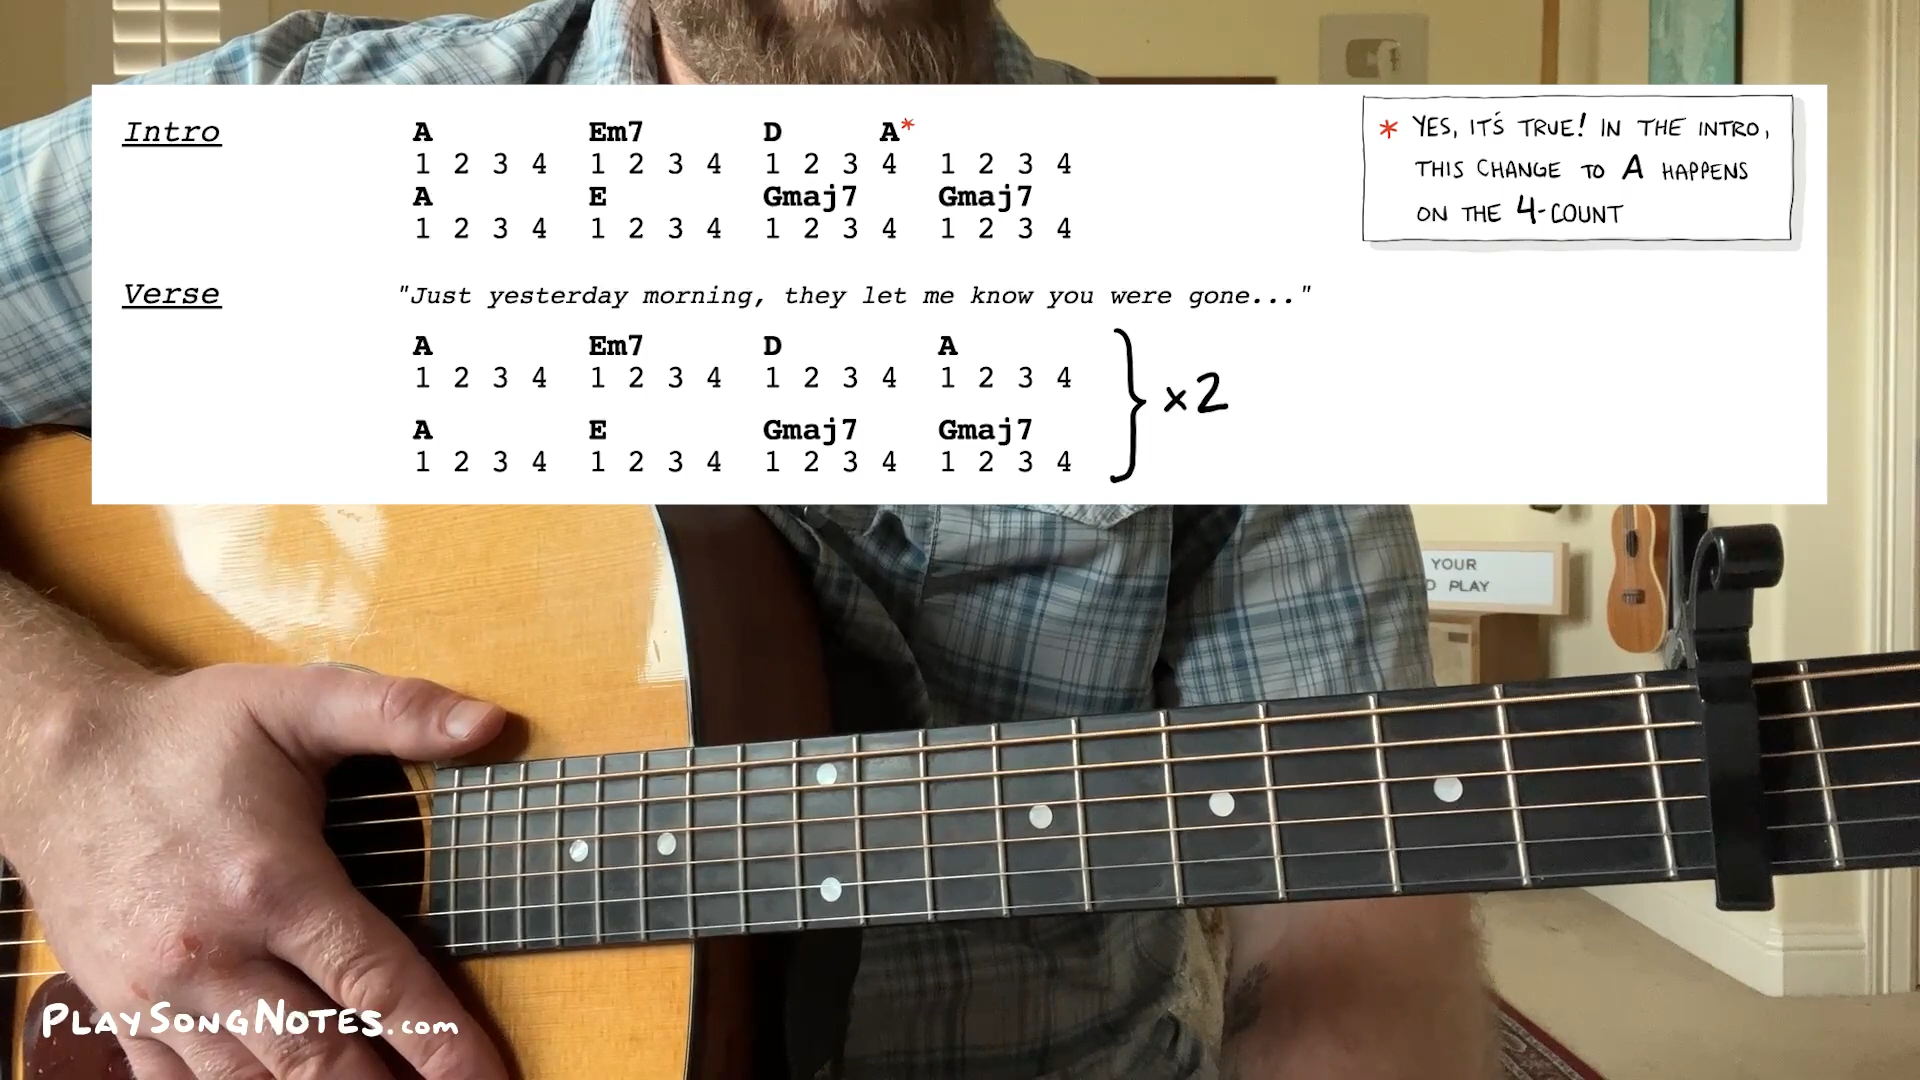 Intro A Em7 D A*
1 2 3 4 1 2 3 4 1 2 3 4 1 2 3 4
A E Gmaj7 Gmaj7
1 2 3 4 1 2 3 4 1 2 3 4 1 2 3 4
* YES, IT'S TRUE! IN THE INTRO,
THIS CHANGE TO A HAPPENS
ON THE 4-COUNT
Verse "Just yesterday morning, they let me know you were gone..."
A Em7 D A
1 2 3 4 1 2 3 4 1 2 3 4 1 2 3 4
A E Gmaj7 Gmaj7
1 2 3 4 1 2 3 4 1 2 3 4 1 2 3 4
x2
YOUR
D PLAY
PLAYSONGNOTES.com